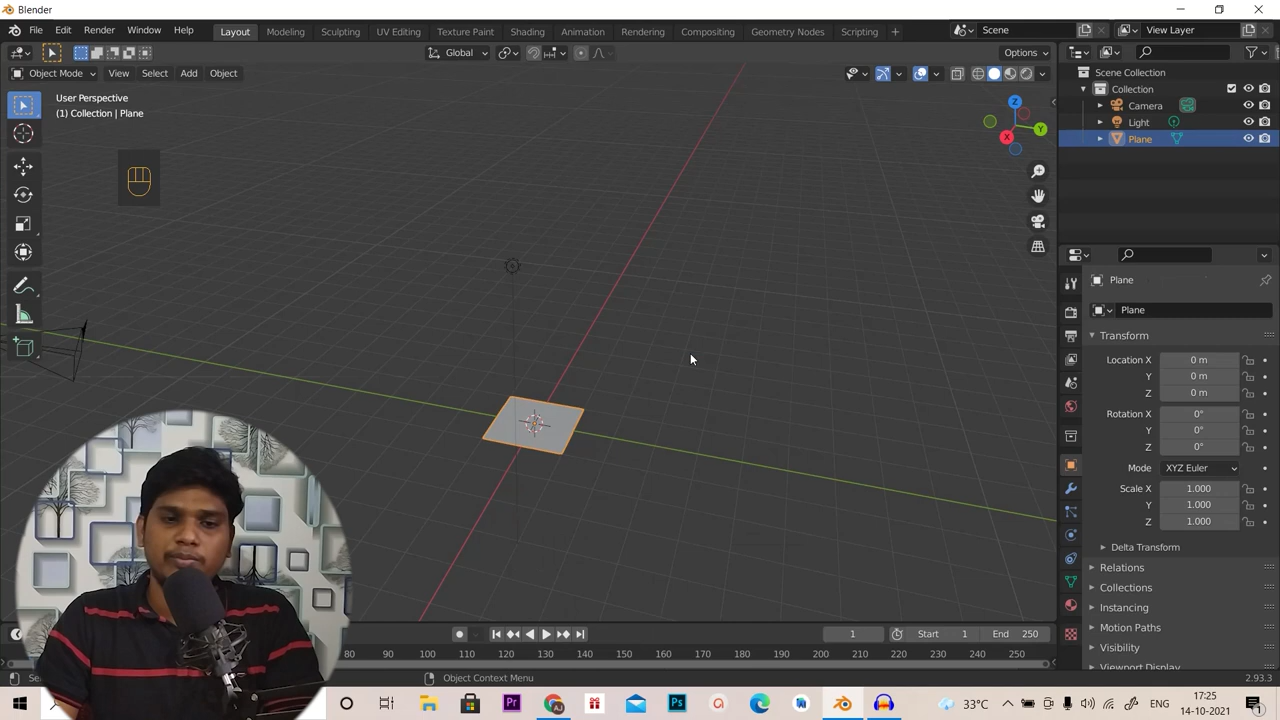 Blender
File Edit Render Window Help
Layout Modeling Sculpting UV Editing Texture Paint Shading Animation Rendering Compositing Geometry Nodes Scripting +
Scene
View Layer
Global
Options
Object Mode View Select Add Object
User Perspective
(1) Collection | Plane
Z
Y
X
Scene Collection
Collection
Camera
Light
Plane
Plane
Plane
Transform
Location X 0 m
Y 0 m
Z 0 m
Rotation X 0°
Y 0°
Z 0°
Mode XYZ Euler
Scale X 1.000
Y 1.000
Z 1.000
Delta Transform
Relations
Collections
Instancing
Motion Paths
Visibility
Viewport Display
1 Start 1 End 250
80 90 100 110 120 130 140 150 160 170 180 190 200 210 220 230 240 250
Object Context Menu
2.93.3
Pr
Ps
33°C
ENG
17:25
14-10-2021